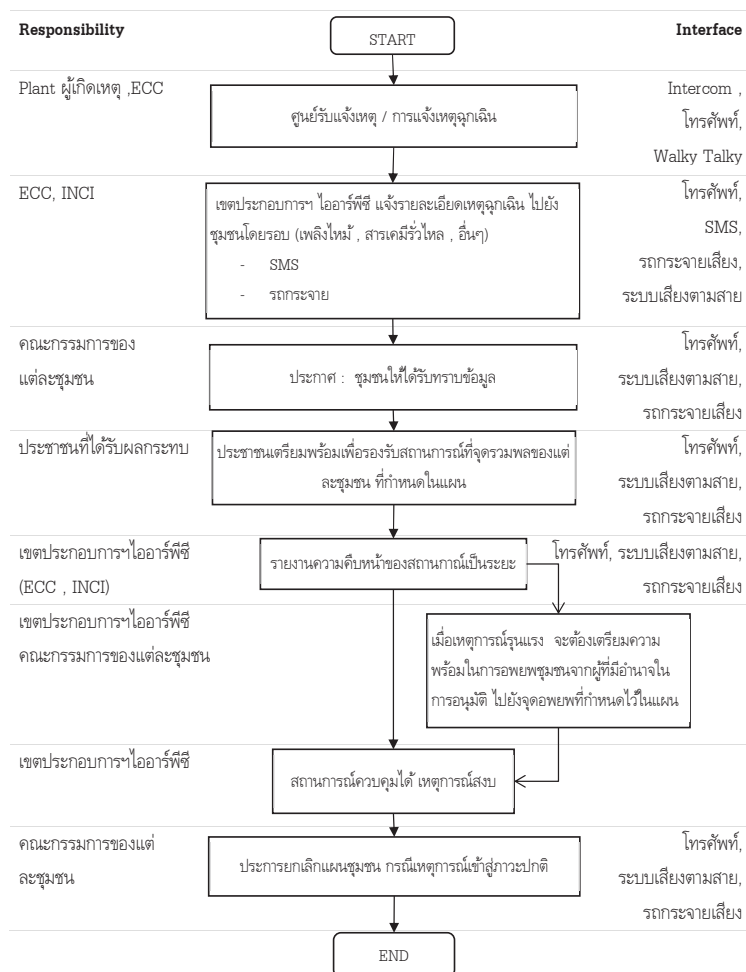 Responsibility
START
Interface
Plant ผู้เกิดเหตุ ,ECC
ศูนย์รับแจ้งเหตุ / การแจ้งเหตุฉุกเฉิน
Intercom ,
โทรศัพท์,
Walky Talky
ECC, INCI
เขตประกอบการฯ ไออาร์พีซี แจ้งรายละเอียดเหตุฉุกเฉิน ไปยัง
ชุมชนโดยรอบ (เพลิงไหม้ , สารเคมีรั่วไหล , อื่นๆ)
- SMS
- รถกระจาย
โทรศัพท์,
SMS,
รถกระจายเสียง,
ระบบเสียงตามสาย
คณะกรรมการของ
แต่ละชุมชน
ประกาศ : ชุมชนให้ได้รับทราบข้อมูล
โทรศัพท์,
ระบบเสียงตามสาย,
รถกระจายเสียง
ประชาชนที่ได้รับผลกระทบ
ประชาชนเตรียมพร้อมเพื่อรองรับสถานการณ์ที่จุดรวมพลของแต่
ละชุมชน ที่กำหนดในแผน
โทรศัพท์,
ระบบเสียงตามสาย,
รถกระจายเสียง
เขตประกอบการฯไออาร์พีซี
(ECC , INCI)
รายงานความคืบหน้าของสถานกาณ์เป็นระยะ
โทรศัพท์, ระบบเสียงตามสาย,
รถกระจายเสียง
เขตประกอบการฯไออาร์พีซี
คณะกรรมการของแต่ละชุมชน
เมื่อเหตุการณ์รุนแรง จะต้องเตรียมความ
พร้อมในการอพยพชุมชนจากผู้ที่มีอำนาจใน
การอนุมัติ ไปยังจุดอพยพที่กำหนดไว้ในแผน
เขตประกอบการฯไออาร์พีซี
สถานการณ์ควบคุมได้ เหตุการณ์สงบ
คณะกรรมการของแต่
ละชุมชน
ประการยกเลิกแผนชุมชน กรณีเหตุการณ์เข้าสู่ภาวะปกติ
โทรศัพท์,
ระบบเสียงตามสาย,
รถกระจายเสียง
END